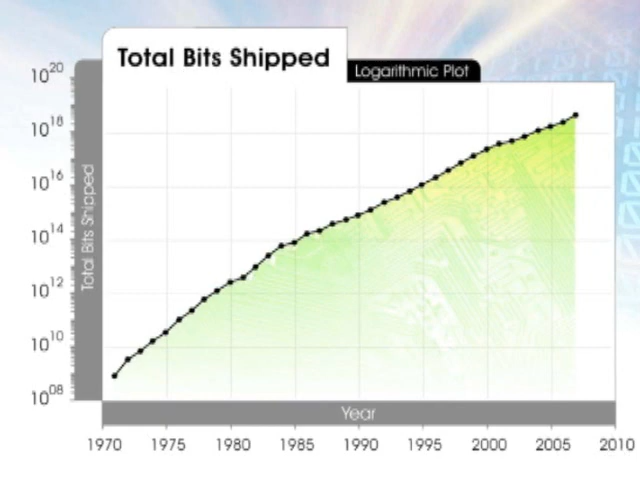 Total Bits Shipped
Logarithmic Plot
10^20
10^18
10^16
10^14
10^12
10^10
10^08
Total Bits Shipped
Year
1970 1975 1980 1985 1990 1995 2000 2005 2010